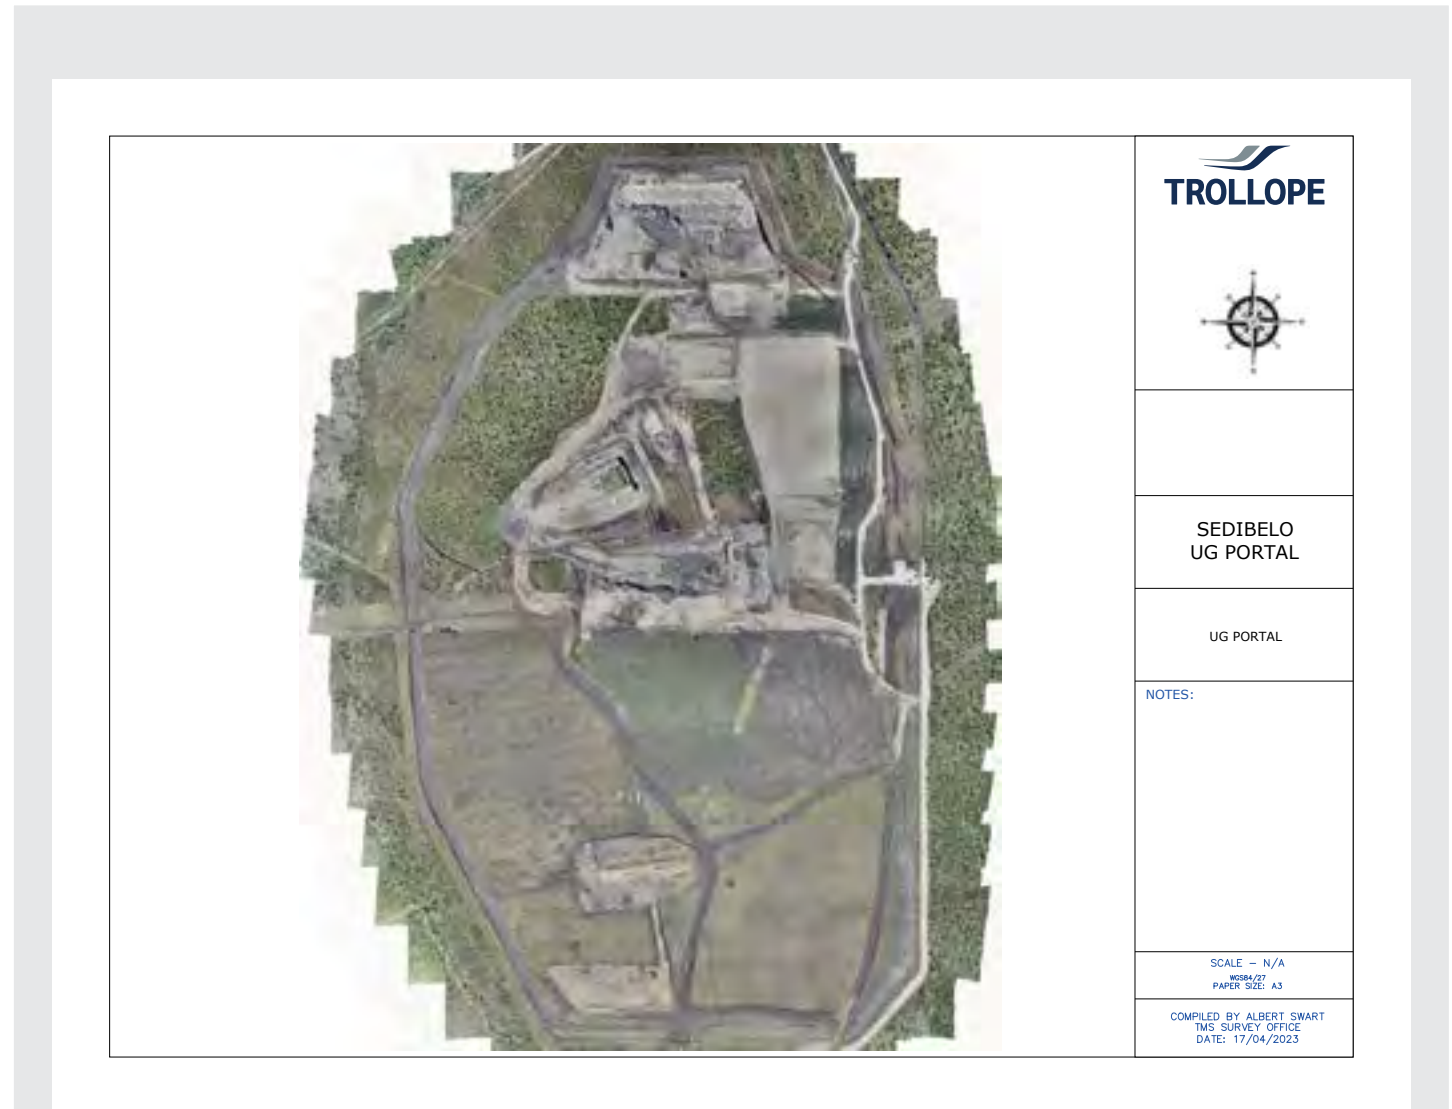 TROLLOPE
SEDIBELO
UG PORTAL
UG PORTAL
NOTES:
SCALE - N/A
WGS84/27
PAPER SIZE: A3
COMPILED BY ALBERT SWART
TMS SURVEY OFFICE
DATE: 17/04/2023